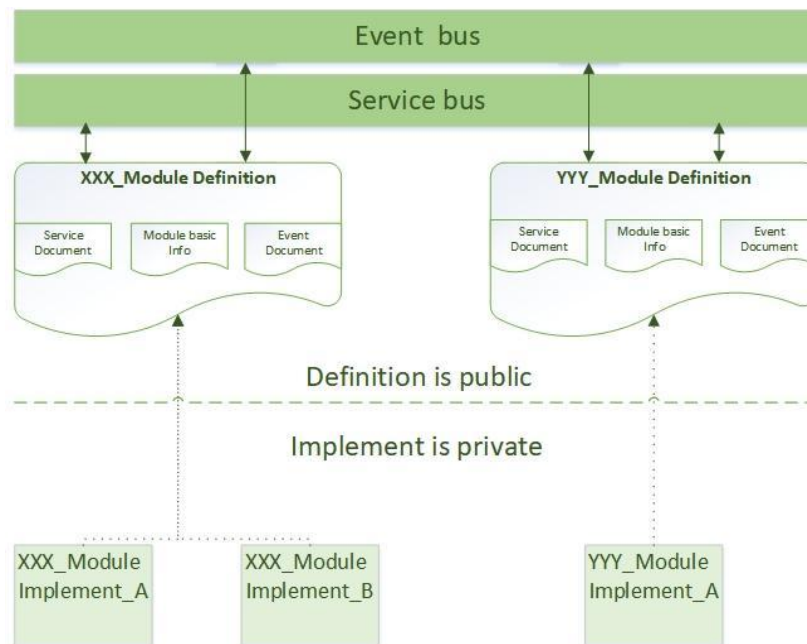 Event bus
Service bus
XXX_Module Definition
Service
Document
Module basic
Info
Event
Document
YYY_Module Definition
Service
Document
Module basic
Info
Event
Document
Definition is public
Implement is private
XXX_Module
Implement_A
XXX_Module
Implement_B
YYY_Module
Implement_A